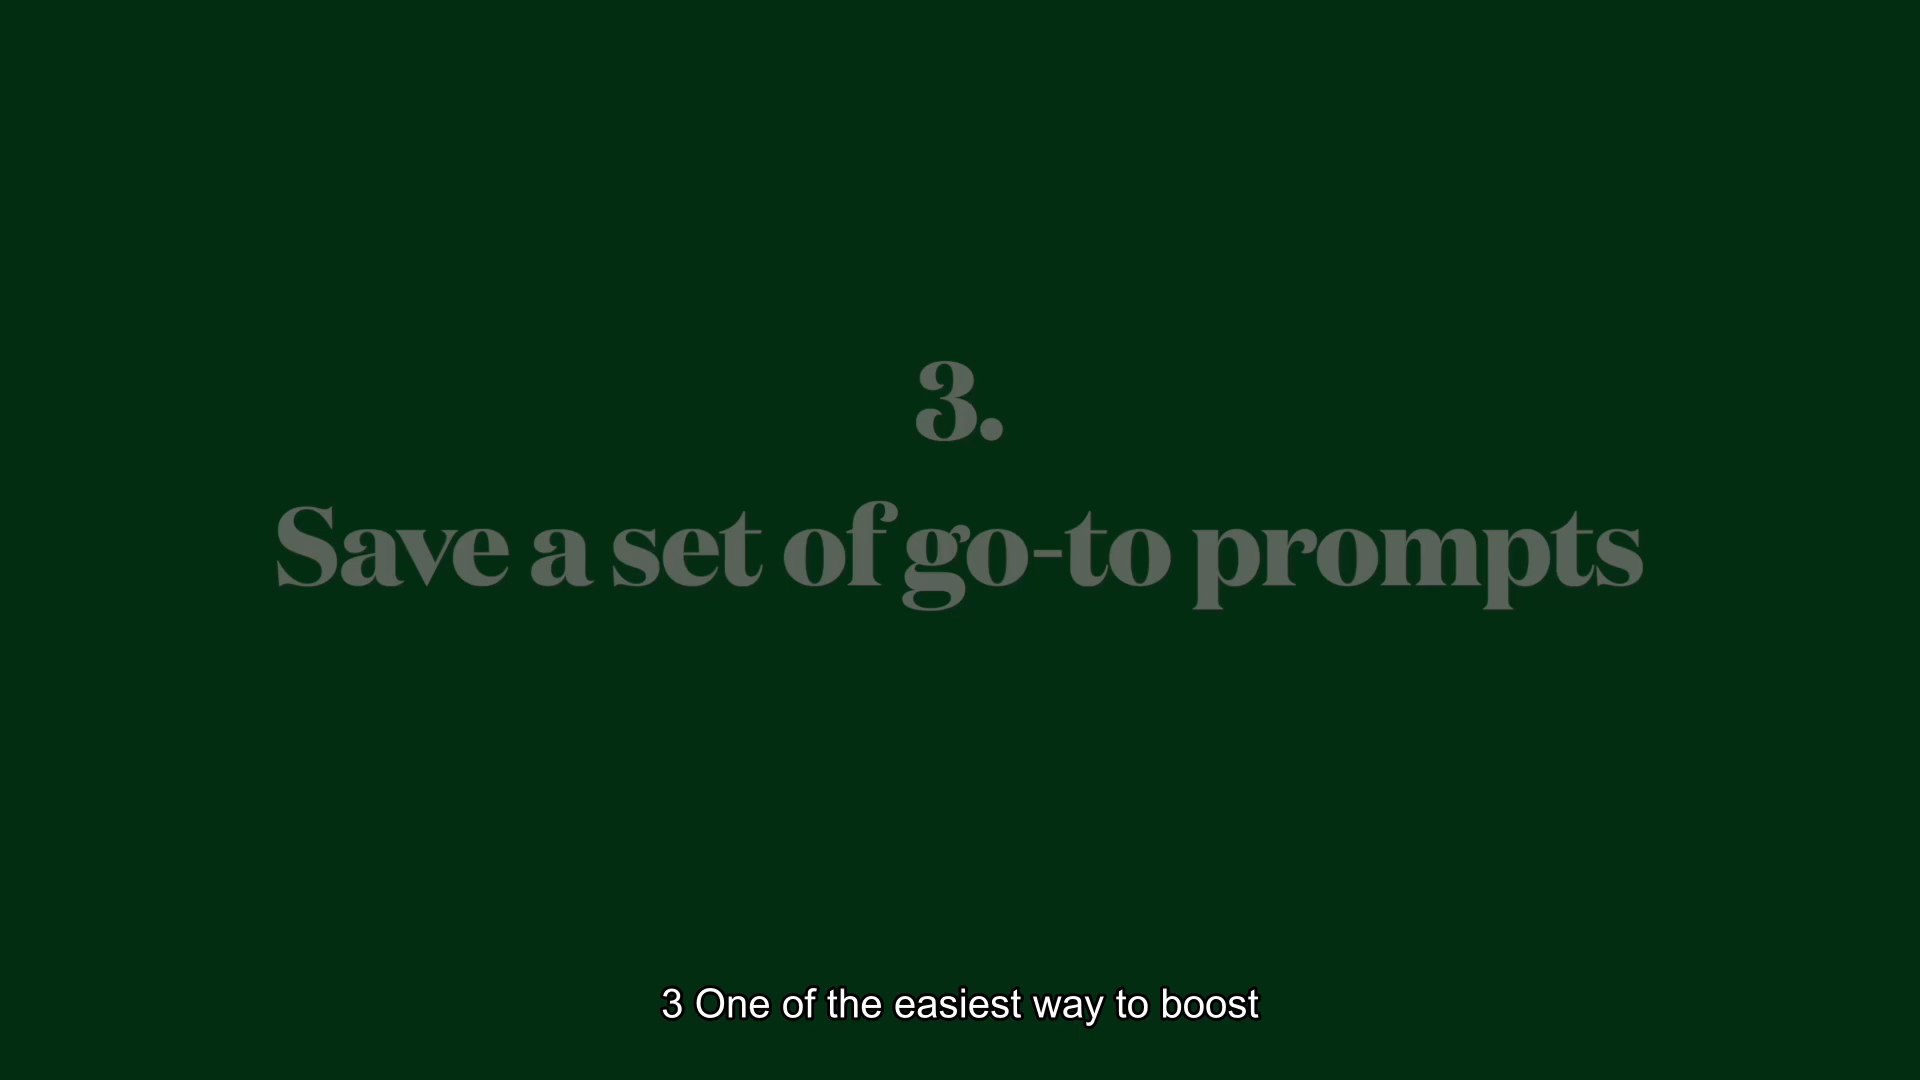 3.
Save a set of go-to prompts
3 One of the easiest way to boost